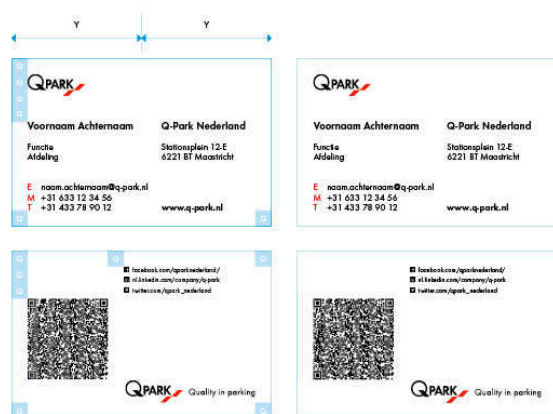 Y Y
QPARK
Voornaam Achternaam Q-Park Nederland
Functie Stationsplein 12-E
Afdeling 6221 BT Maastricht
E naam.achternaam@q-park.nl
M +31 633 12 34 56
T +31 433 78 90 12 www.q-park.nl
QPARK
Voornaam Achternaam Q-Park Nederland
Functie Stationsplein 12-E
Afdeling 6221 BT Maastricht
E naam.achternaam@q-park.nl
M +31 633 12 34 56
T +31 433 78 90 12 www.q-park.nl
facebook.com/qparknederland/
nl.linkedin.com/company/q-park
twitter.com/qpark_nederland
QPARK Quality in parking
facebook.com/qparknederland/
nl.linkedin.com/company/q-park
twitter.com/qpark_nederland
QPARK Quality in parking